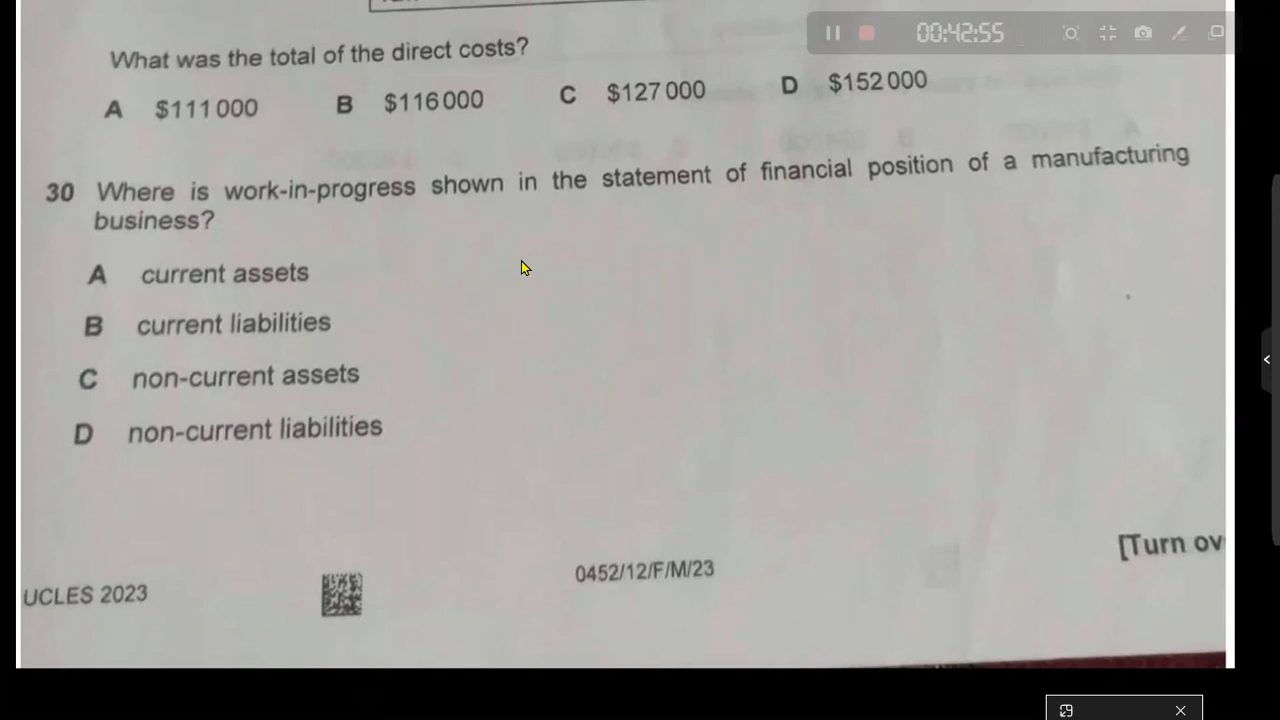 00:42:55
What was the total of the direct costs?
A $111 000 B $116 000 C $127 000 D $152 000
30 Where is work-in-progress shown in the statement of financial position of a manufacturing
business?
A current assets
B current liabilities
C non-current assets
D non-current liabilities
[Turn ov
UCLES 2023 0452/12/F/M/23